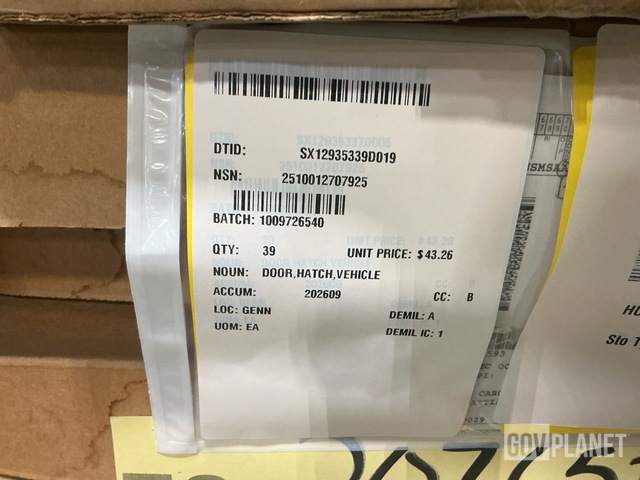 DTID: SX12935339D019
NSN: 2510012707925
BATCH: 1009726540
QTY: 39 UNIT PRICE: $ 43.26
NOUN: DOOR,HATCH,VEHICLE
ACCUM: 202609 CC: B
LOC: GENN DEMIL: A
UOM: EA DEMIL IC: 1
Sto
GOVPLANET